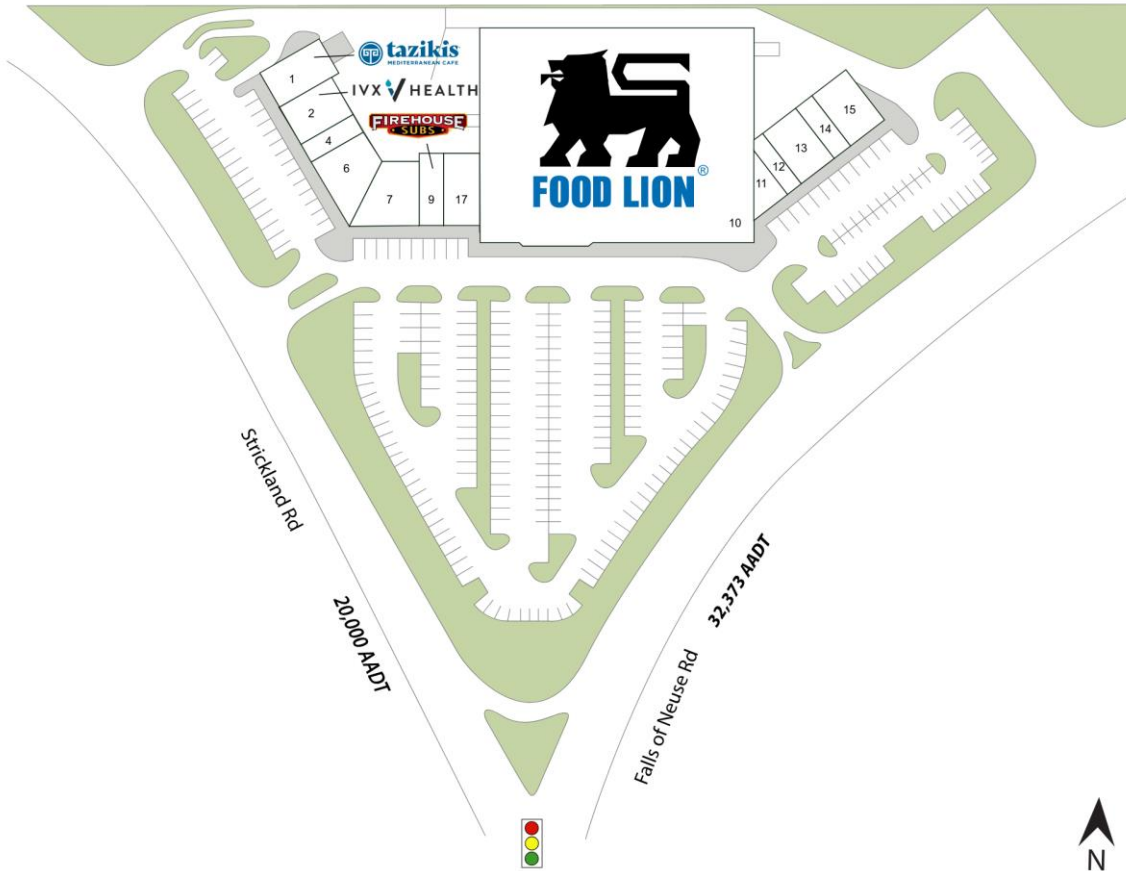 tazikis
MEDITERRANEAN CAFE
IVX HEALTH
FIREHOUSE
SUBS
FOOD LION
®
1
2
4
6
7
9
17
10
11
12
13
14
15
Strickland Rd
20,000 AADT
Falls of Neuse Rd
32,373 AADT
N